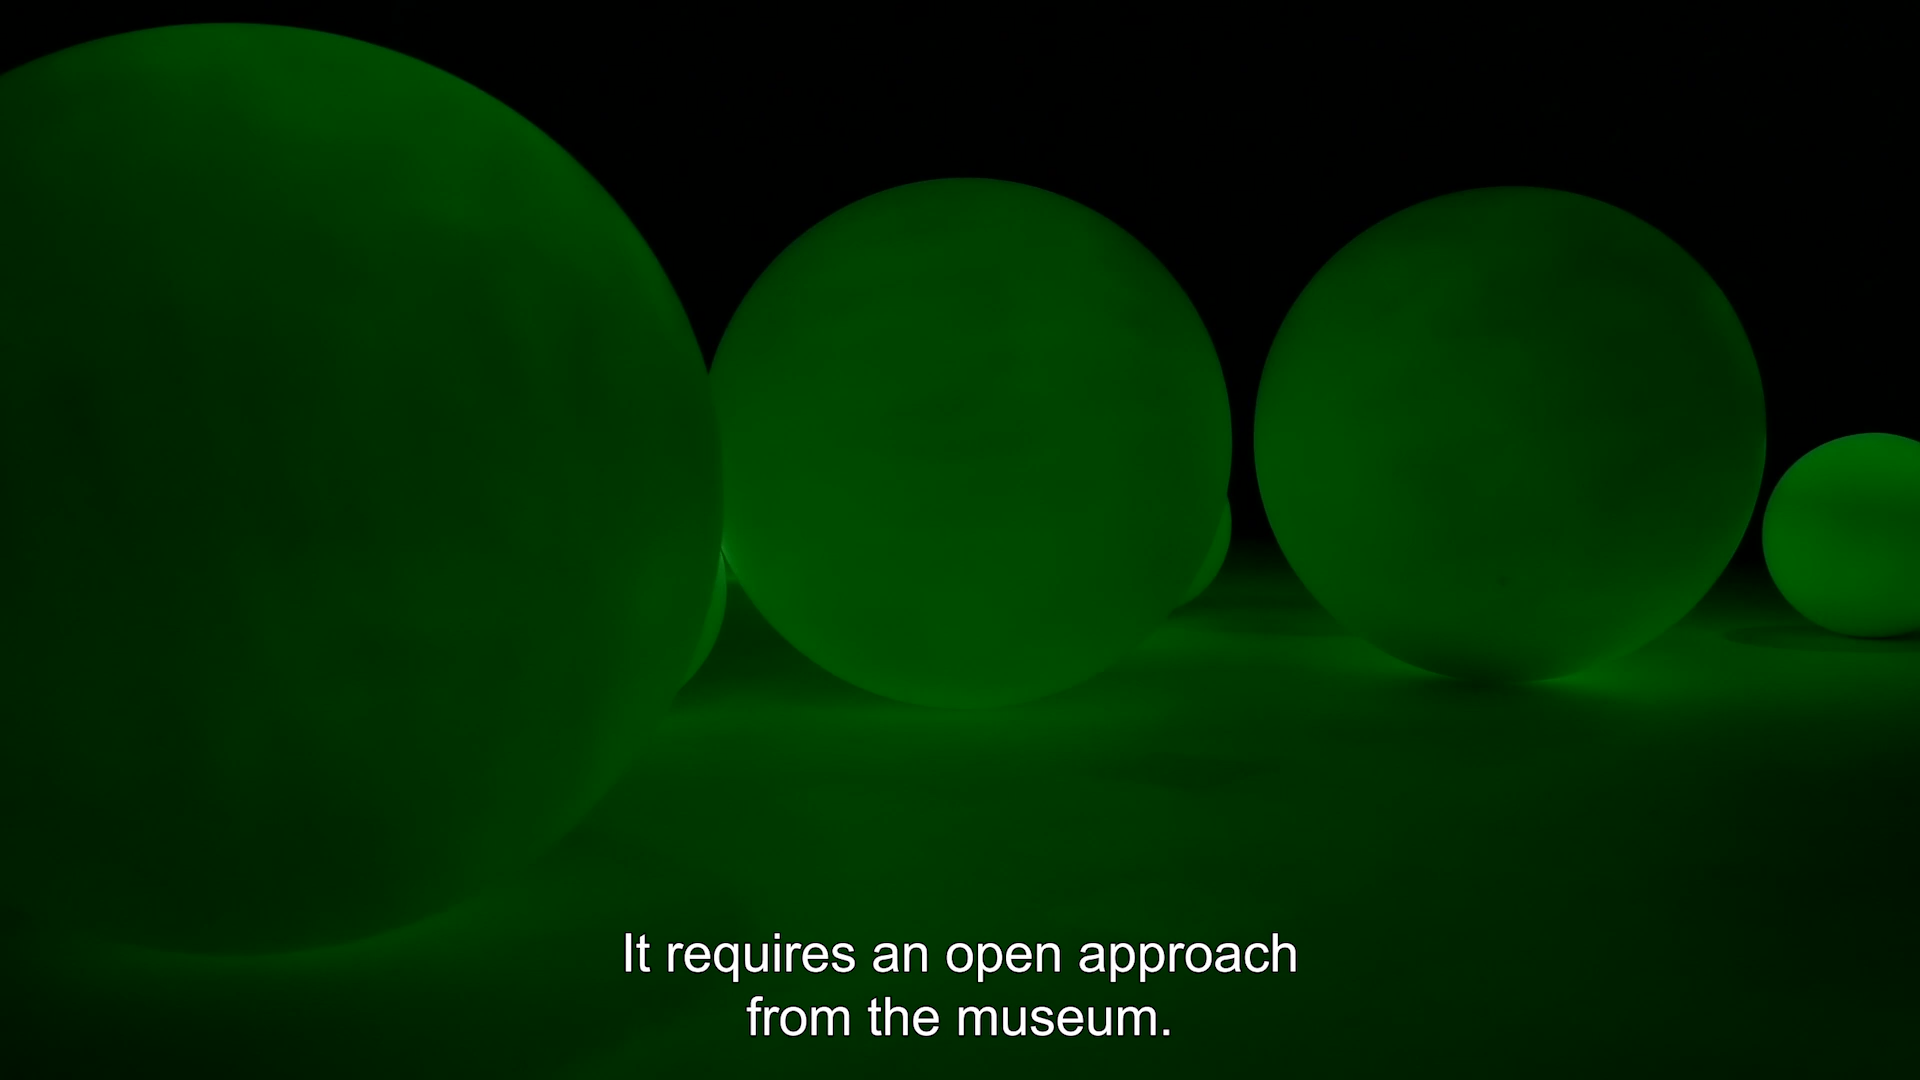 It requires an open approach
from the museum.